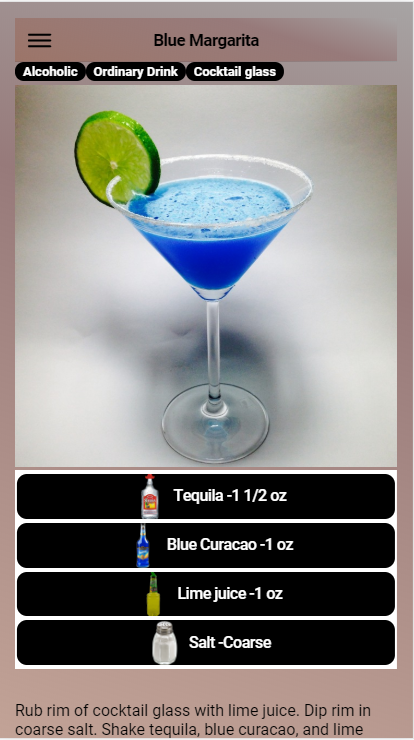 Blue Margarita
Alcoholic Ordinary Drink Cocktail glass
Tequila -1 1/2 oz
Blue Curacao -1 oz
Lime juice -1 oz
Salt -Coarse
Rub rim of cocktail glass with lime juice. Dip rim in
coarse salt. Shake tequila, blue curacao, and lime